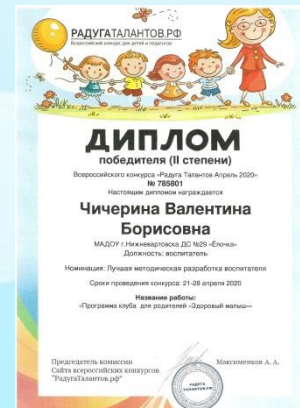 РАДУГАТАЛАНТОВ.РФ
Всероссийский конкурс для детей и педагогов
ДИПЛОМ
победителя (II степени)
Всероссийского конкурса «Радуга Талантов Апрель 2020»
№ 785801
Настоящим дипломом награждается
Чичерина Валентина
Борисовна
МАДОУ г.Нижневартовска ДС №29 «Ёлочка»
Должность: воспитатель
Номинация: Лучшая методическая разработка воспитателя
Сроки проведения конкурса: 21-28 апреля 2020
Название работы:
«Программа клуба для родителей «Здоровый малыш»»
Председатель комиссии
Сайта всероссийских конкурсов
"РадугаТалантов.рф"
Максименков А. А.
РАДУГА
ТАЛАНТОВ.РФ